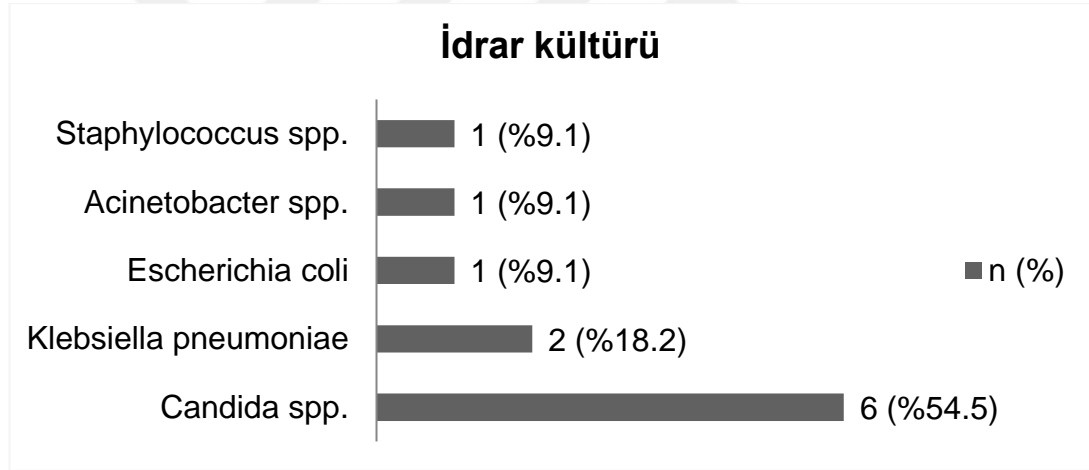 İdrar kültürü
Staphylococcus spp. 1 (%9.1)
Acinetobacter spp. 1 (%9.1)
Escherichia coli 1 (%9.1)
n (%)
Klebsiella pneumoniae 2 (%18.2)
Candida spp. 6 (%54.5)